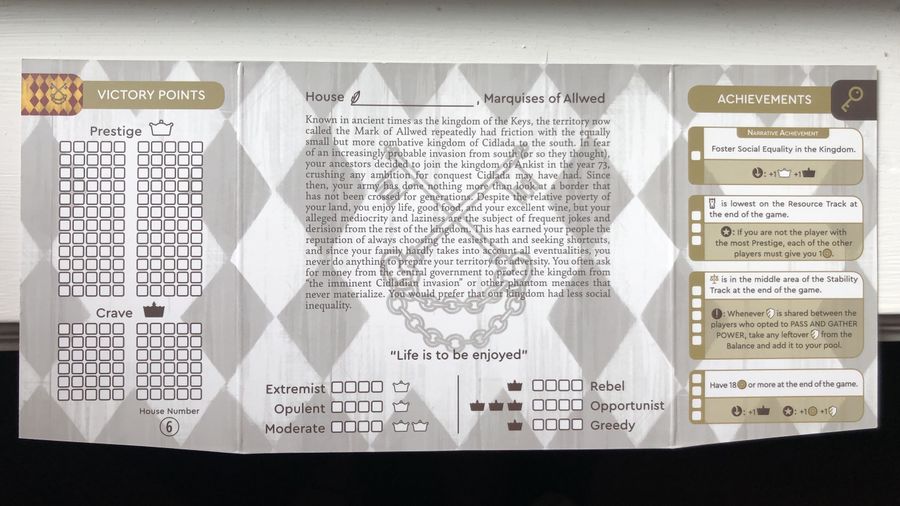 VICTORY POINTS
Prestige
Crave
House Number
6
House , Marquises of Allwed
Known in ancient times as the kingdom of the Keys, the territory now
called the Mark of Allwed repeatedly had friction with the equally
small but more combative kingdom of Cidlada to the south. In fear
of an increasingly probable invasion from south (or so they thought),
your ancestors decided to join the kingdom of Ankist in the year 73,
crushing any ambition for conquest Cidlada may have had. Since
then, your army has done nothing more than hold a border that
has not been crossed for generations. Despite the relative poverty of
your land, you enjoy life, good food, and your excellent wine, but your
alleged mediocrity and laziness are the subject of frequent jokes and
derision from the rest of the kingdom. This has earned your people the
reputation of always choosing the easiest path and seeking shortcuts,
and since your family hardly takes into account all eventualities, you
never do anything to prepare your territory for adversity. You often ask
for money from the central government to protect the kingdom from
"the imminent Cidladan invasion" or other phantom menaces that
never materialize. You would prefer that our kingdom had less social
inequality.
"Life is to be enjoyed"
Extremist
Opulent
Moderate
Rebel
Opportunist
Greedy
ACHIEVEMENTS
NARRATIVE ACHIEVEMENT
Foster Social Equality in the Kingdom.
: +1 +1
is lowest on the Resource Track at
the end of the game.
: If you are not the player with
the most Prestige, each of the other
players must give you 1 .
is in the middle area of the Stability
Track at the end of the game.
: Whenever is shared between the
players who opted to PASS AND GATHER
POWER, take any leftover from the
Balance and add it to your pool.
Have 18 or more at the end of the game.
: +1 : +1 +1